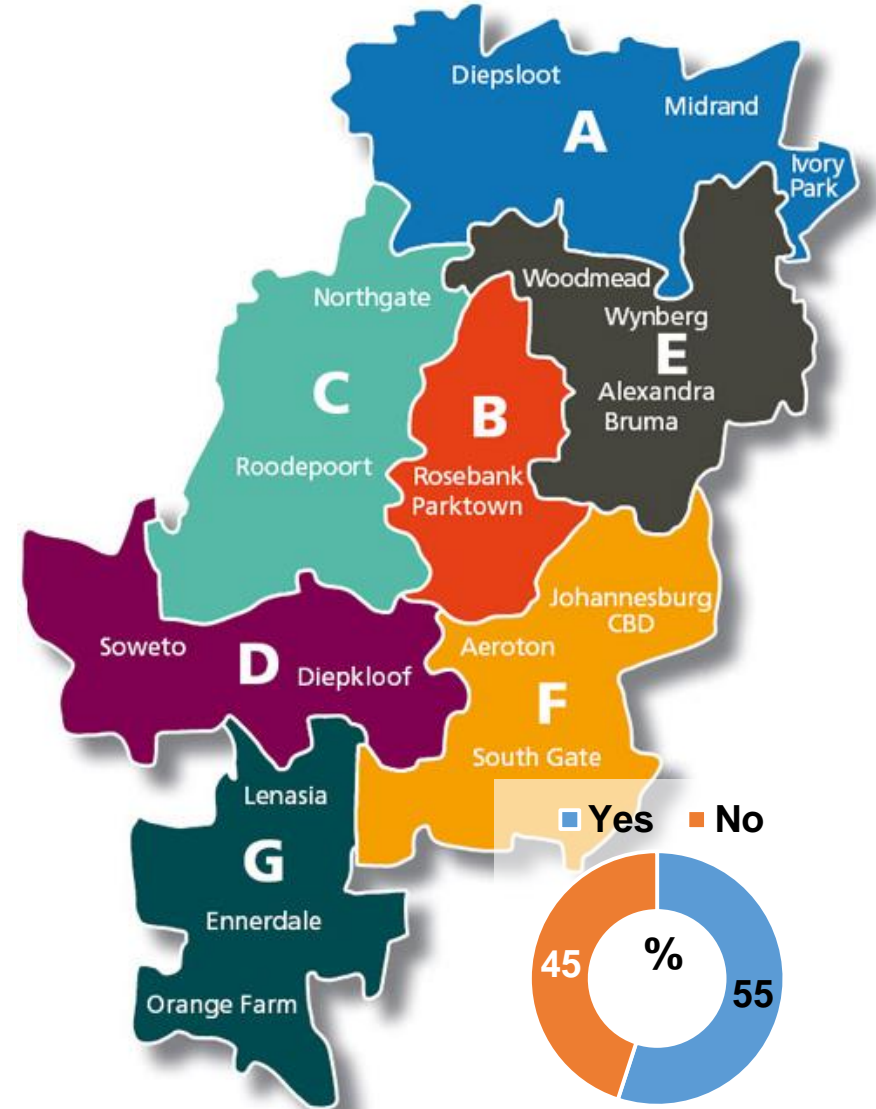 Diepsloot
Midrand
A
Ivory
Park
Woodmead
Northgate
Wynberg
E
C
Alexandra
B
Bruma
Roodepoort
Rosebank
Parktown
Johannesburg
CBD
Soweto
D
Diepkloof
Aeroton
F
South Gate
Lenasia
G
Ennerdale
Orange Farm
Yes No
%
45
55